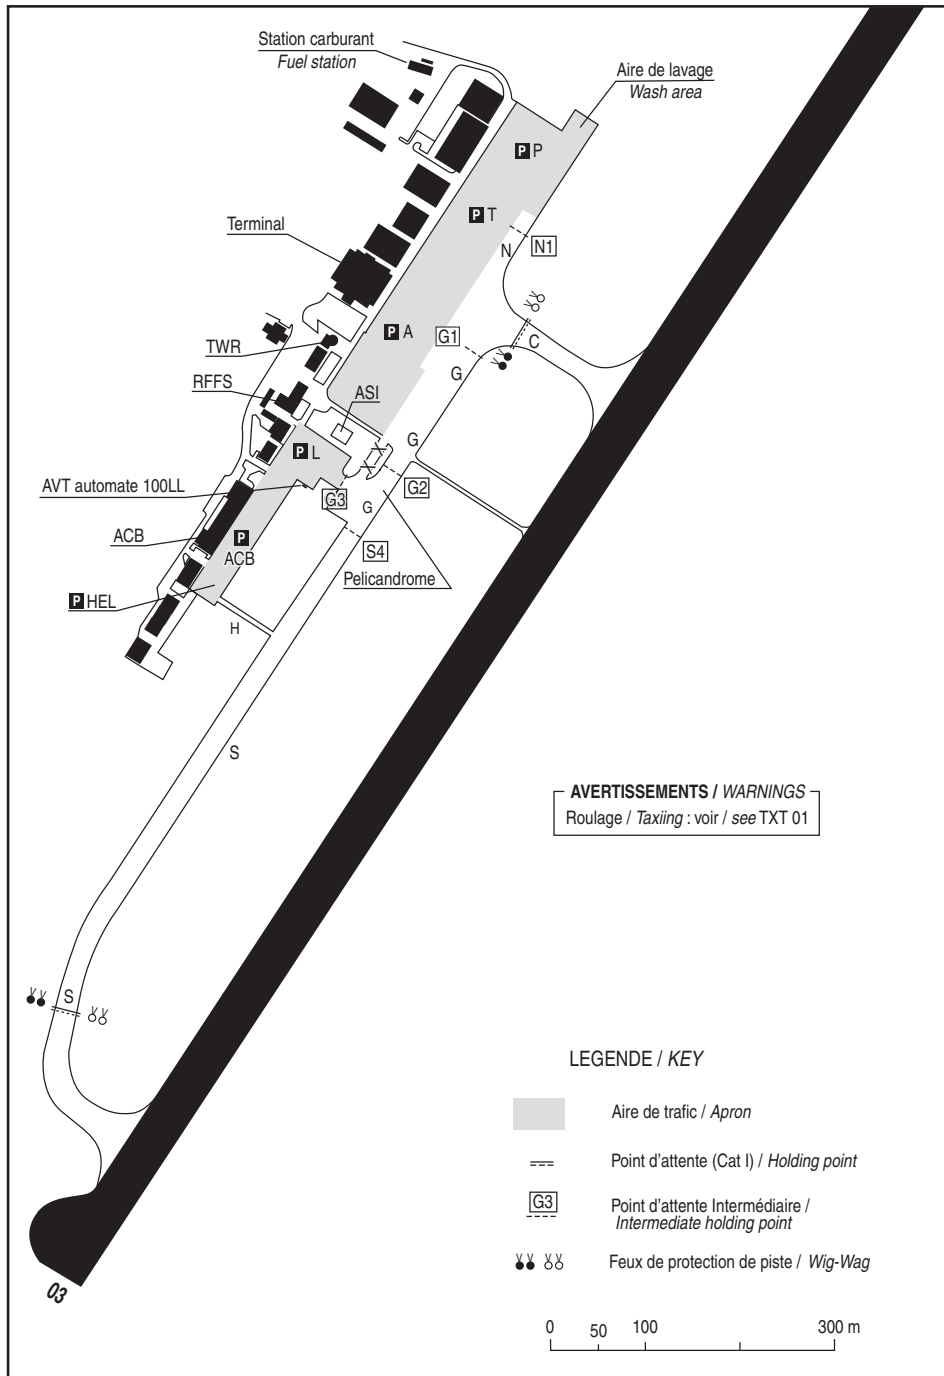 Station carburant
Fuel station
Aire de lavage
Wash area
P P
P T
Terminal
N1
N
P A
G1
C
TWR
G
RFFS
ASI
G
P L
AVT automate 100LL
G2
G3
G
ACB
P
ACB
S4
Pelicandrome
P HEL
H
S
AVERTISSEMENTS / WARNINGS
Roulage / Taxiing : voir / see TXT 01
S
LEGENDE / KEY
Aire de trafic / Apron
Point d'attente (Cat I) / Holding point
G3
Point d'attente Intermédiaire /
Intermediate holding point
Feux de protection de piste / Wig-Wag
03
0 50 100 300 m